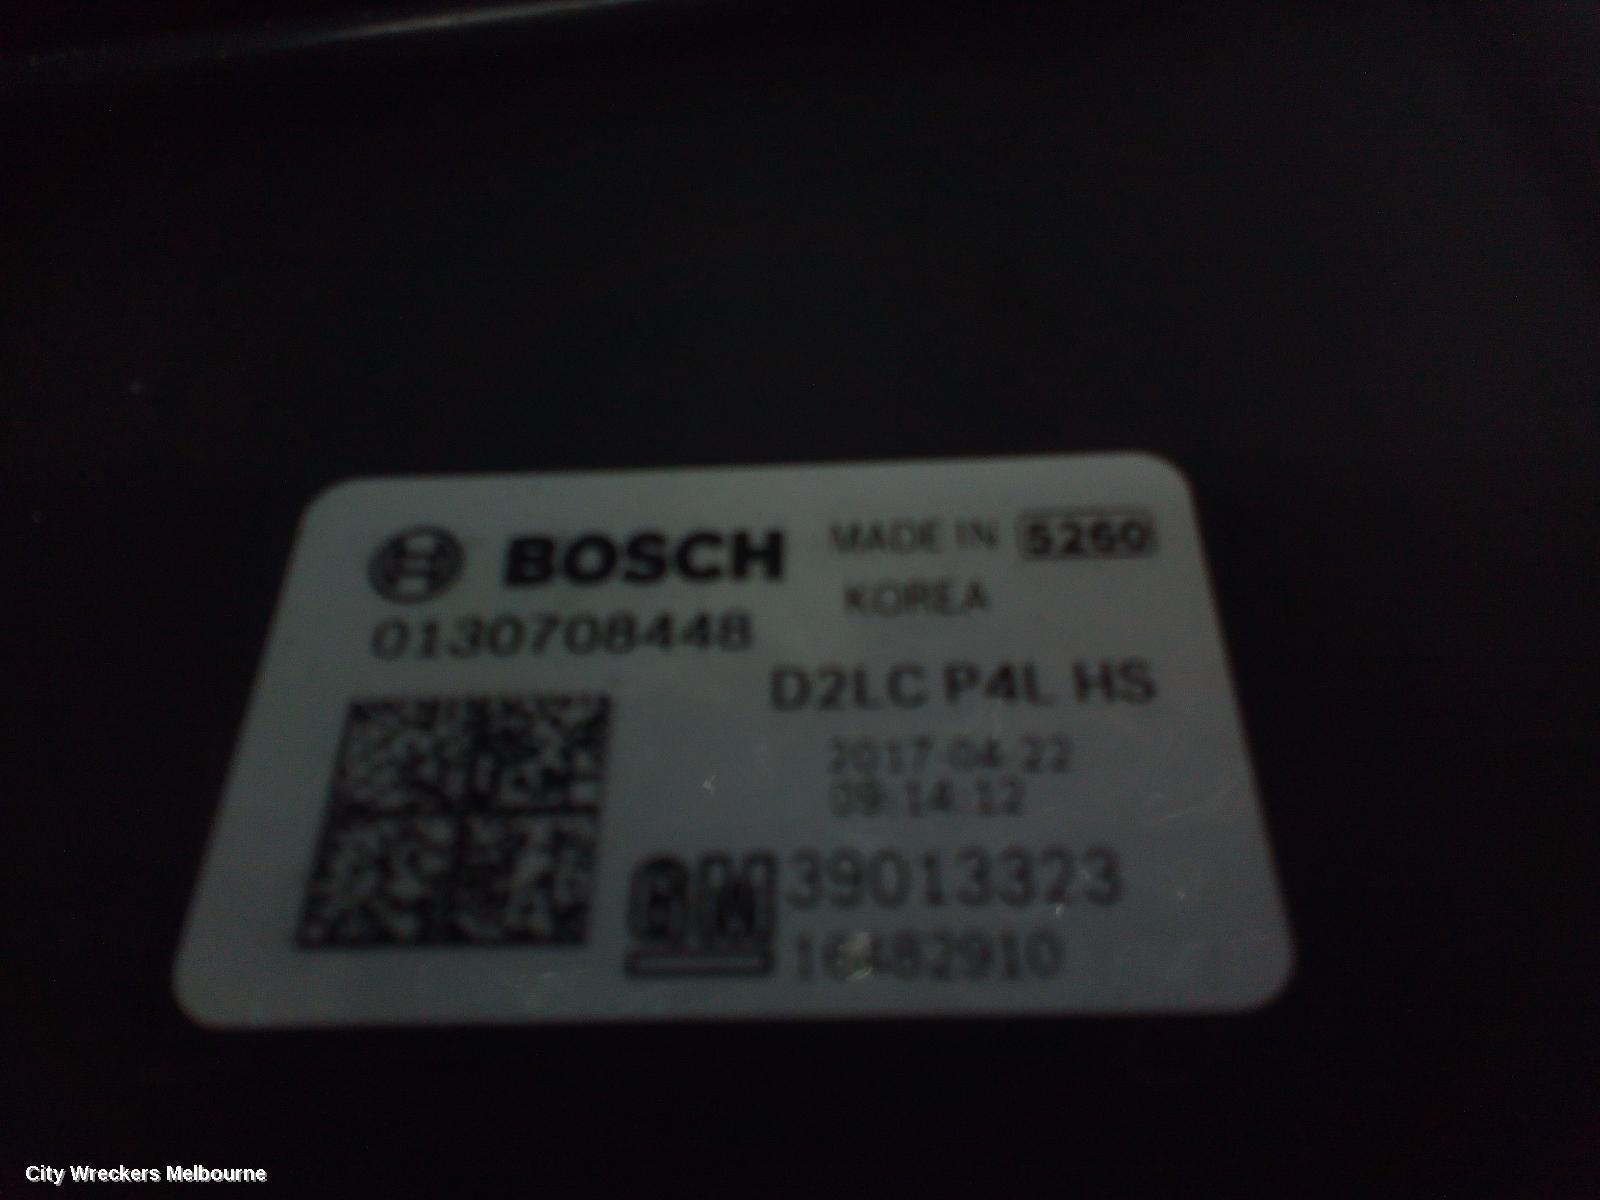 BOSCH
MADE IN 5260
KOREA
0130708448
D2LC P4L HS
2017-04-22
09:14:12
GM 39013323
16482910
City Wreckers Melbourne